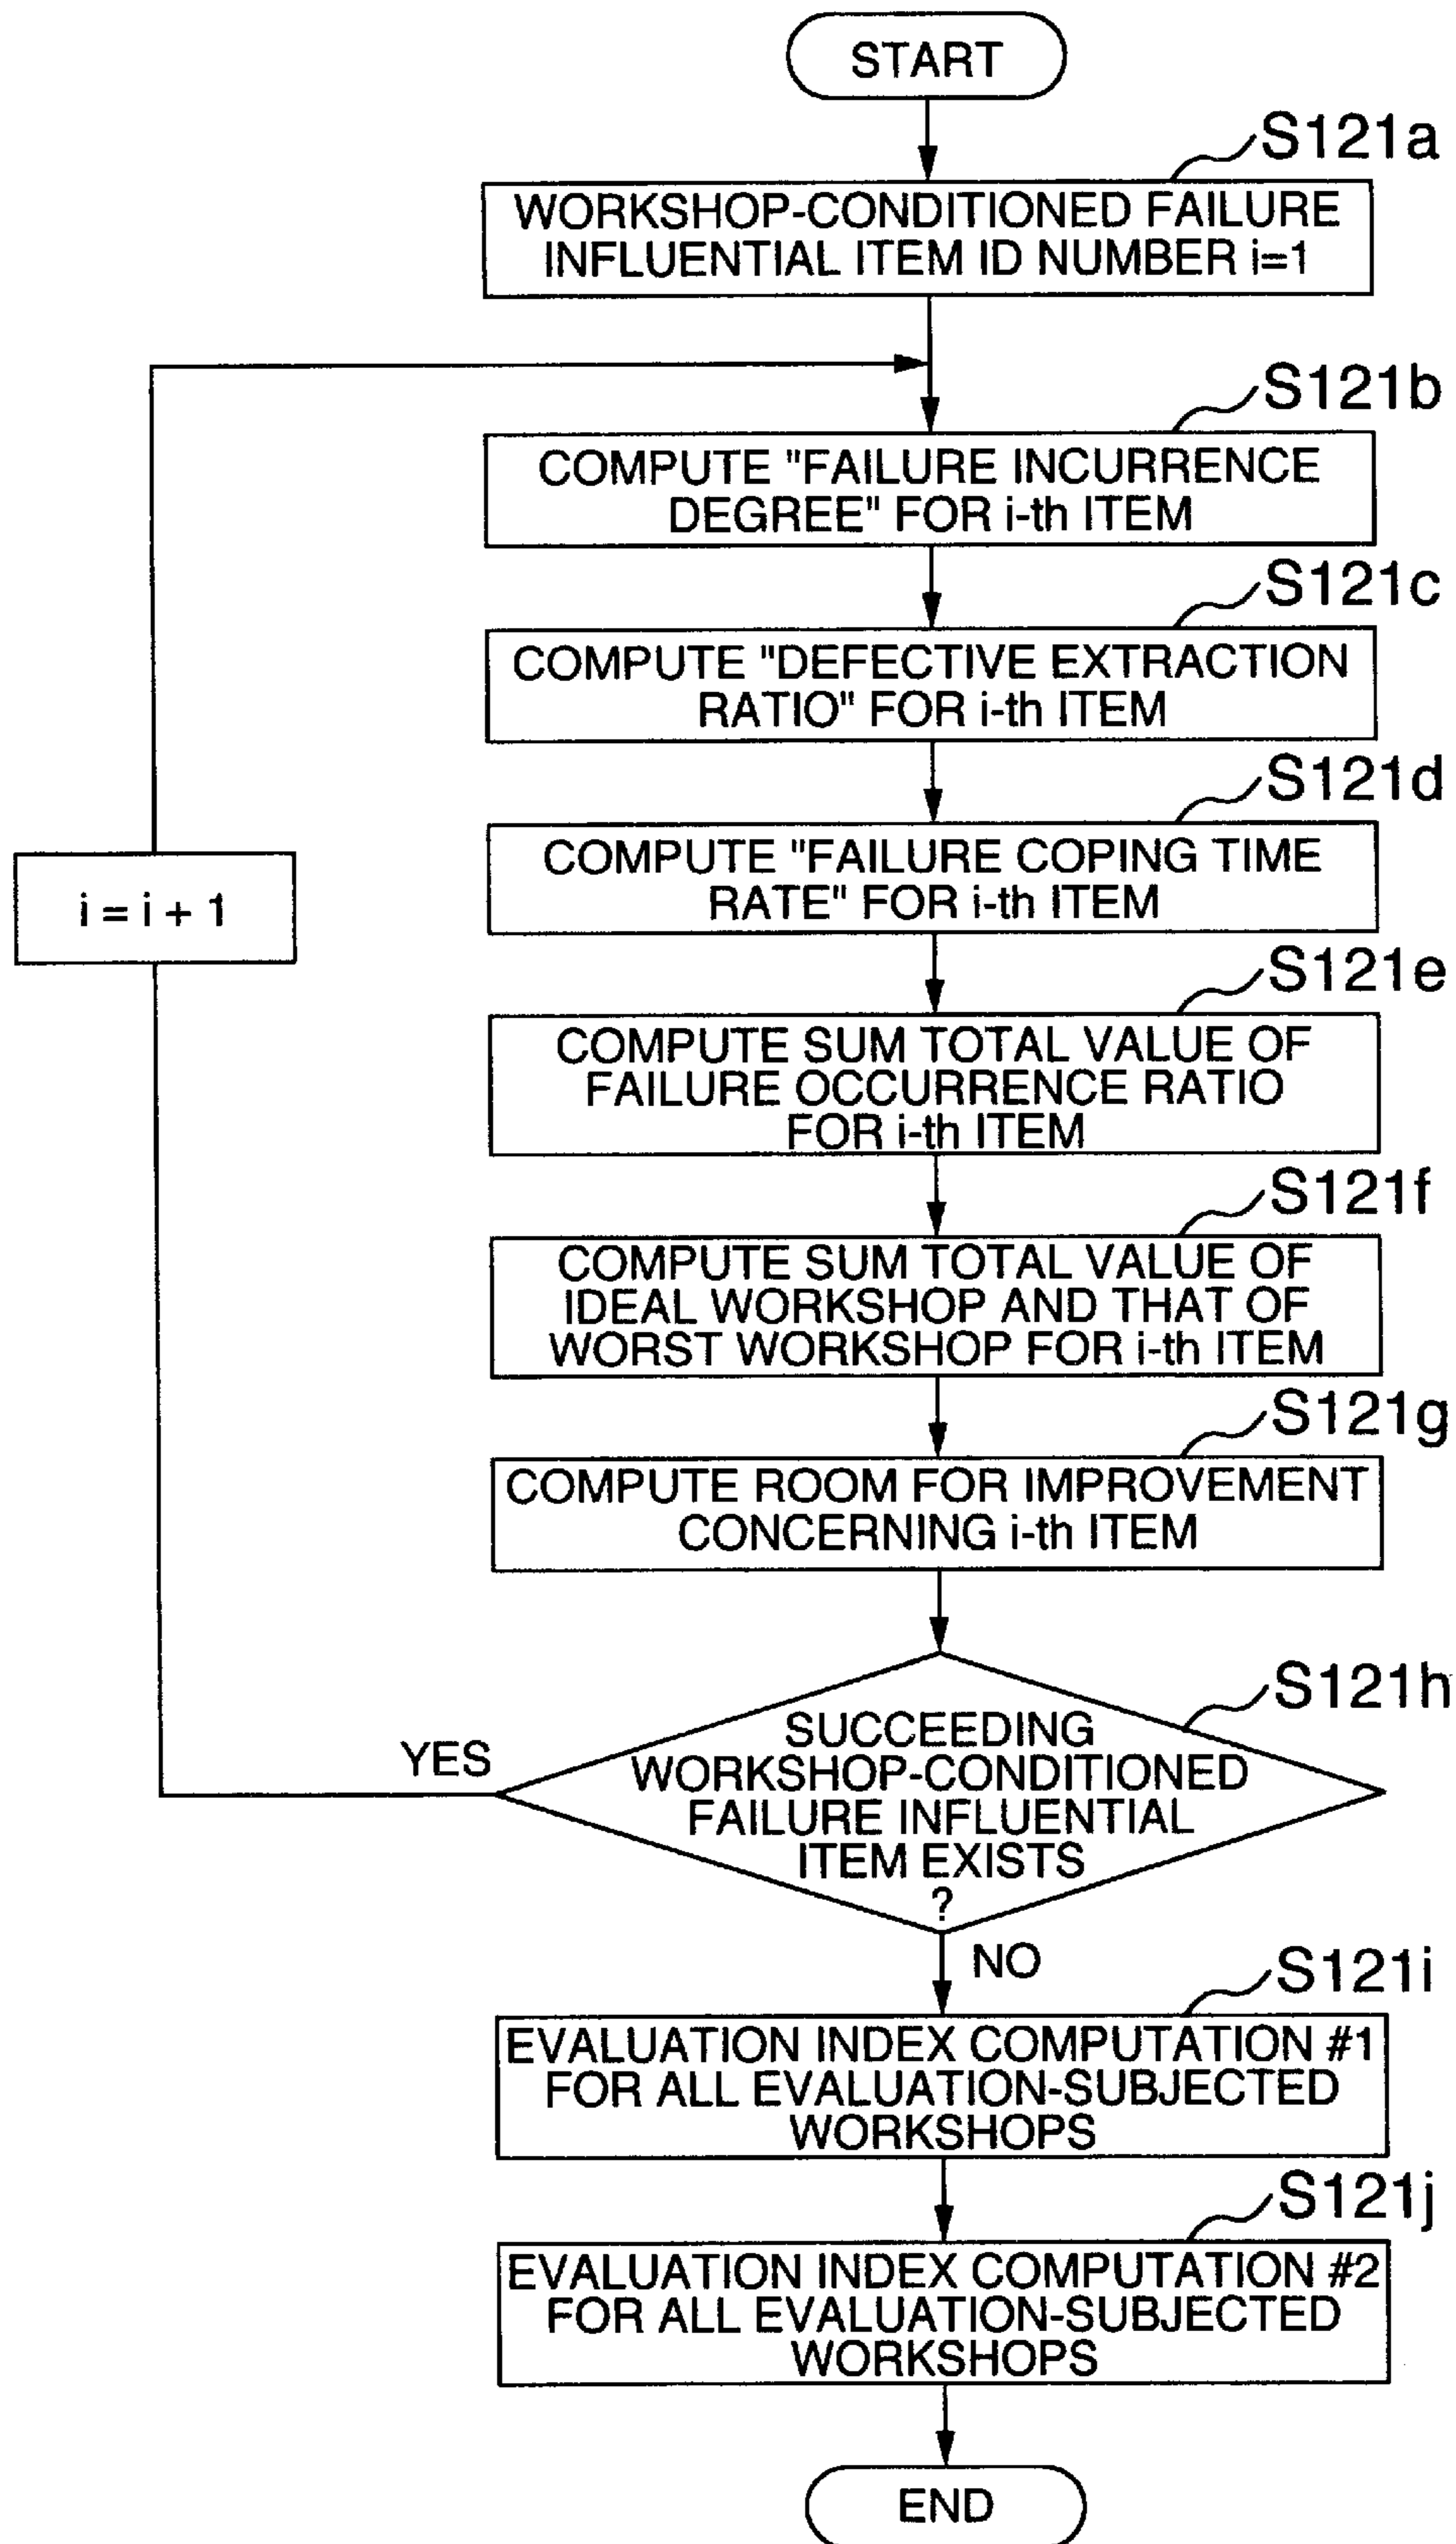 START
S121a
WORKSHOP-CONDITIONED FAILURE
INFLUENTIAL ITEM ID NUMBER i=1
S121b
COMPUTE "FAILURE INCURRENCE
DEGREE" FOR i-th ITEM
S121c
COMPUTE "DEFECTIVE EXTRACTION
RATIO" FOR i-th ITEM
S121d
COMPUTE "FAILURE COPING TIME
RATE" FOR i-th ITEM
i = i + 1
S121e
COMPUTE SUM TOTAL VALUE OF
FAILURE OCCURRENCE RATIO
FOR i-th ITEM
S121f
COMPUTE SUM TOTAL VALUE OF
IDEAL WORKSHOP AND THAT OF
WORST WORKSHOP FOR i-th ITEM
S121g
COMPUTE ROOM FOR IMPROVEMENT
CONCERNING i-th ITEM
S121h
SUCCEEDING
WORKSHOP-CONDITIONED
FAILURE INFLUENTIAL
ITEM EXISTS
?
YES
NO
S121i
EVALUATION INDEX COMPUTATION #1
FOR ALL EVALUATION-SUBJECTED
WORKSHOPS
S121j
EVALUATION INDEX COMPUTATION #2
FOR ALL EVALUATION-SUBJECTED
WORKSHOPS
END